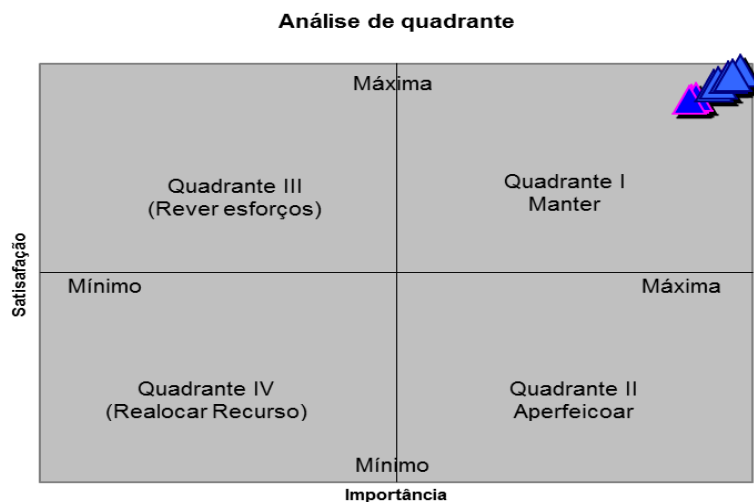 Análise de quadrante
Máxima
Quadrante III
(Rever esforços)
Quadrante I
Manter
Satisafação
Mínimo
Máxima
Quadrante IV
(Realocar Recurso)
Quadrante II
Aperfeicoar
Mínimo
Importância